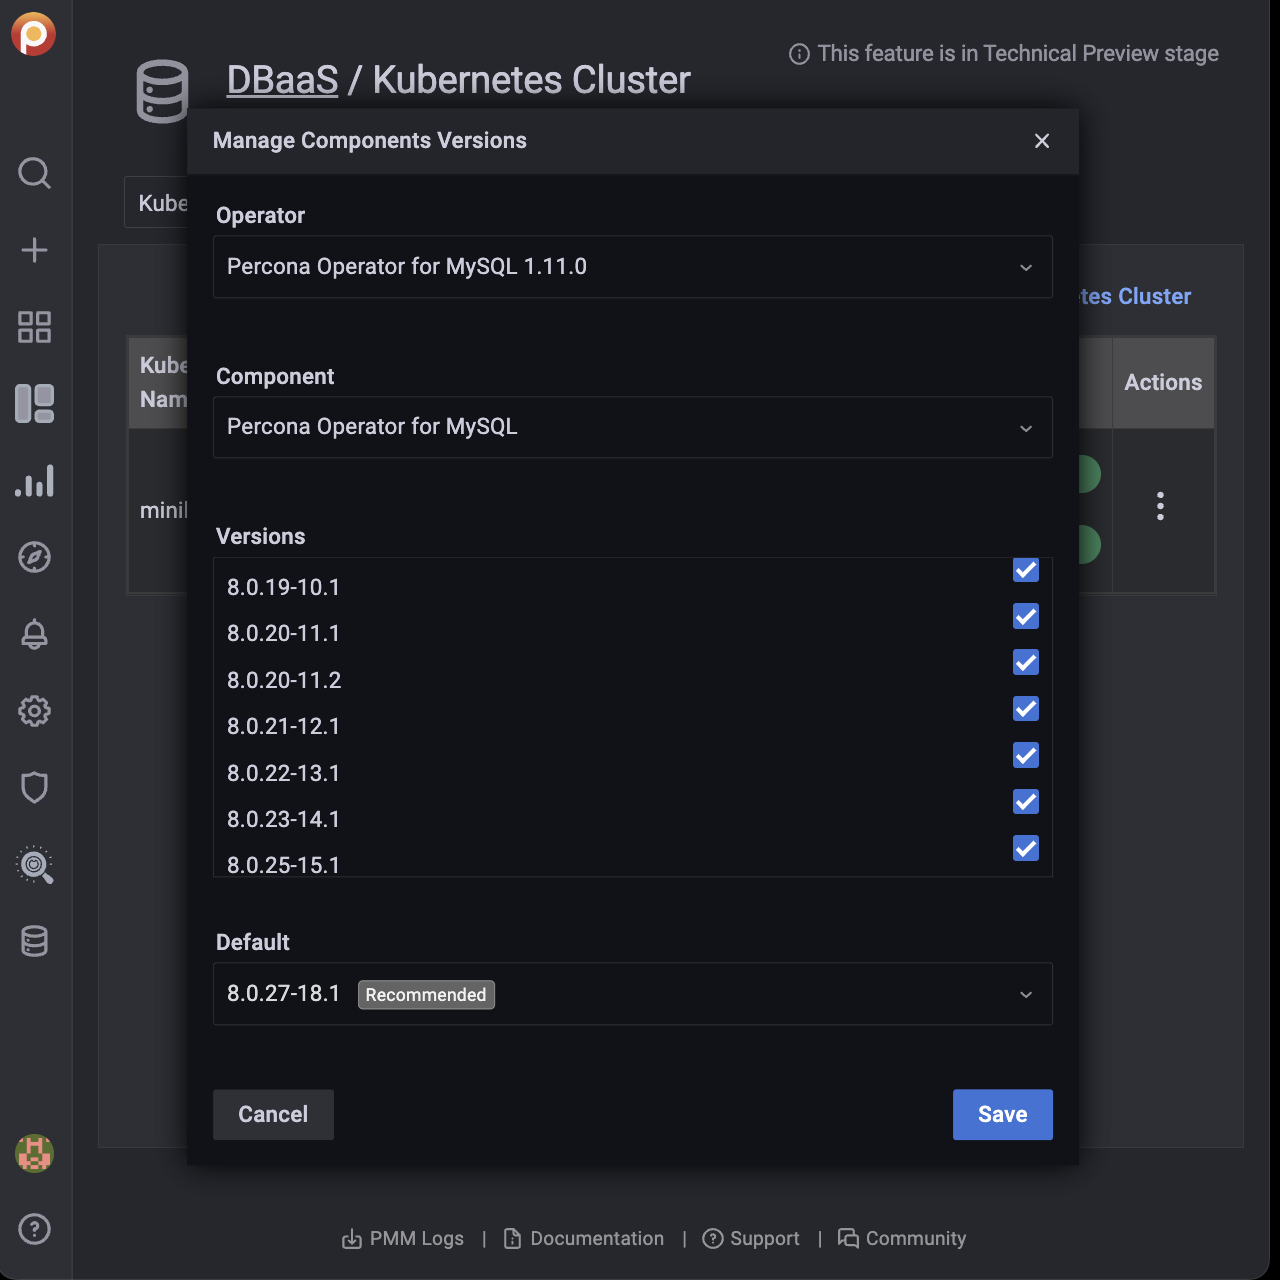 DBaaS / Kubernetes Cluster
This feature is in Technical Preview stage
Manage Components Versions
Operator
Percona Operator for MySQL 1.11.0
Component
Percona Operator for MySQL
Versions
8.0.19-10.1
8.0.20-11.1
8.0.20-11.2
8.0.21-12.1
8.0.22-13.1
8.0.23-14.1
8.0.25-15.1
Default
8.0.27-18.1 Recommended
Cancel
Save
Kube
tes Cluster
Kube
Nam
Actions
mini
PMM Logs | Documentation | Support | Community